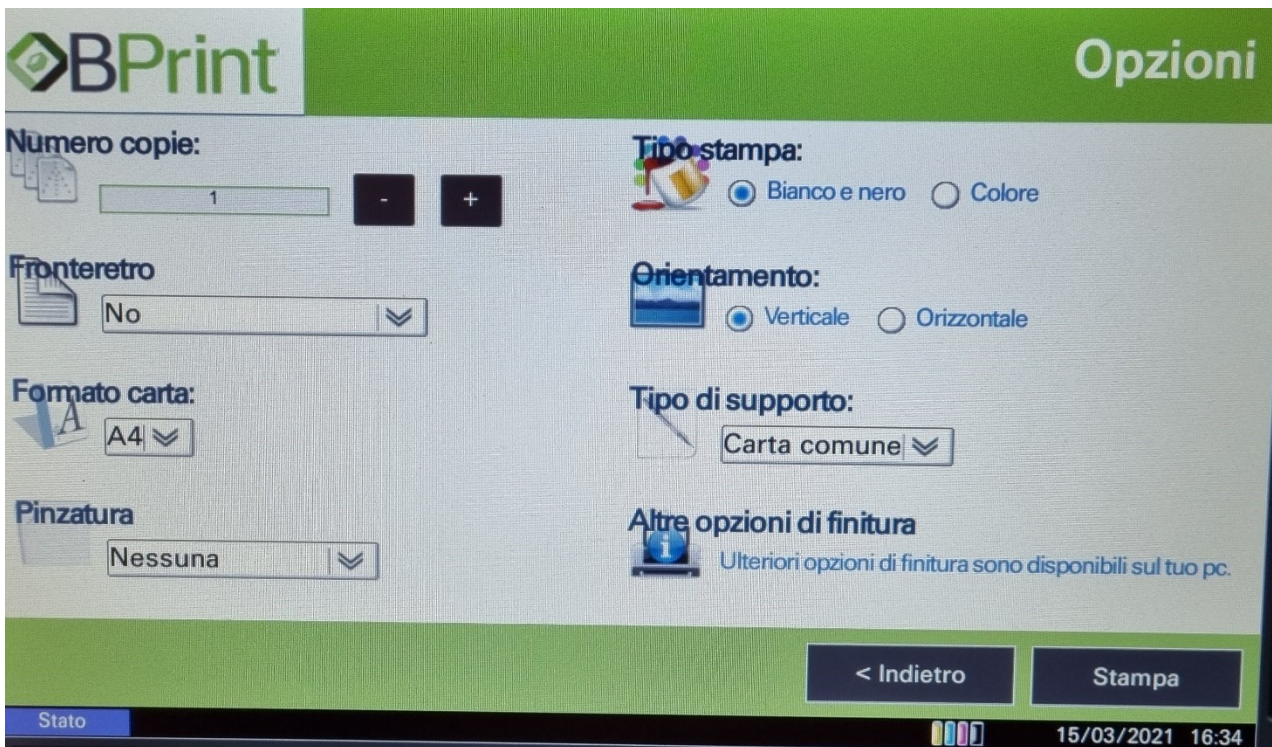 BPrint
Opzioni
Numero copie:
1
-
+
Fronteretro
No
Formato carta:
A4
Pinzatura
Nessuna
Tipo stampa:
Bianco e nero
Colore
Orientamento:
Verticale
Orizzontale
Tipo di supporto:
Carta comune
Altre opzioni di finitura
Ulteriori opzioni di finitura sono disponibili sul tuo pc.
< Indietro
Stampa
Stato
15/03/2021 16:34